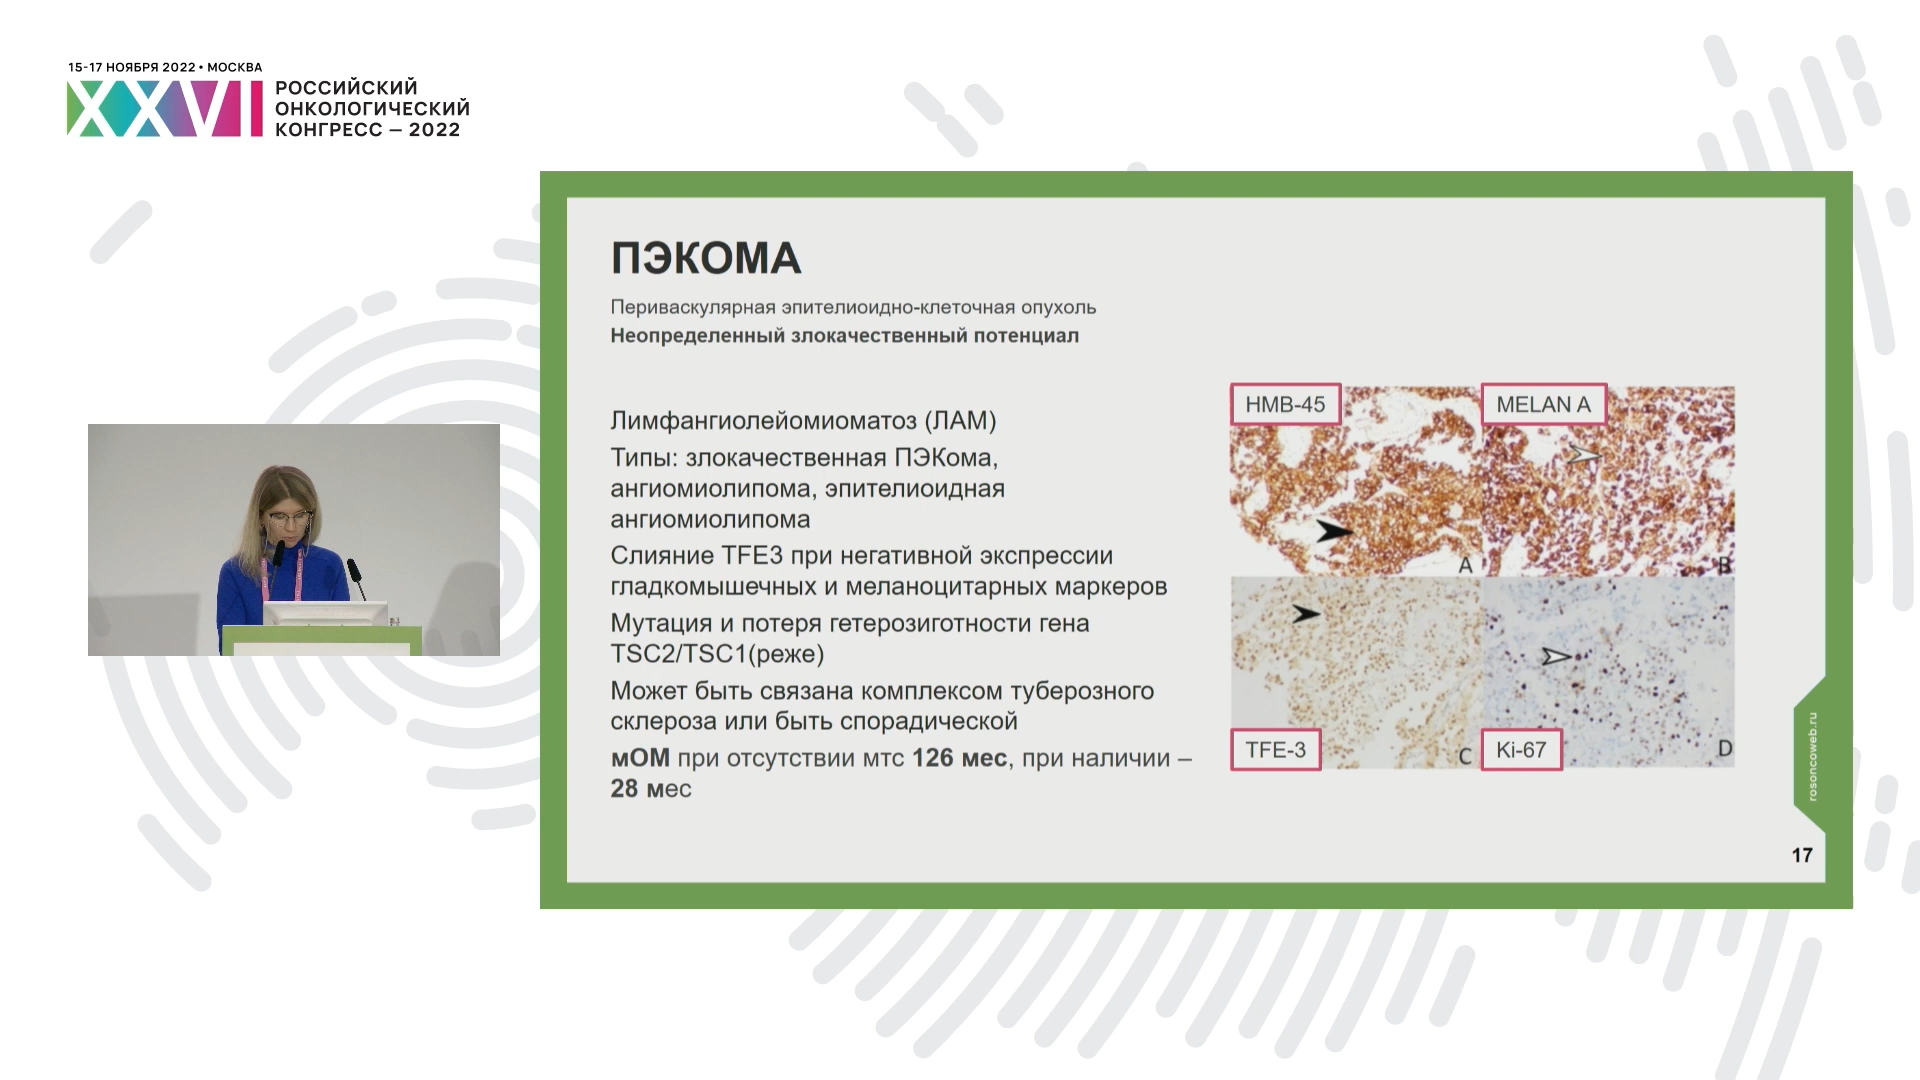 15-17 НОЯБРЯ 2022 • МОСКВА
XXVI
РОССИЙСКИЙ
ОНКОЛОГИЧЕСКИЙ
КОНГРЕСС – 2022
ПЭКОМА
Периваскулярная эпителиоидно-клеточная опухоль
Неопределенный злокачественный потенциал
Лимфангиолейомиоматоз (ЛАМ)
Типы: злокачественная ПЭКома,
ангиомиолипома, эпителиоидная
ангиомиолипома
Слияние TFE3 при негативной экспрессии
гладкомышечных и меланоцитарных маркеров
Мутация и потеря гетерозиготности гена
TSC2/TSC1(реже)
Может быть связана комплексом туберозного
склероза или быть спорадической
мОМ при отсутствии мтс 126 мес, при наличии –
28 мес
HMB-45
MELAN A
A
B
TFE-3
C
Ki-67
D
rosoncoweb.ru
17